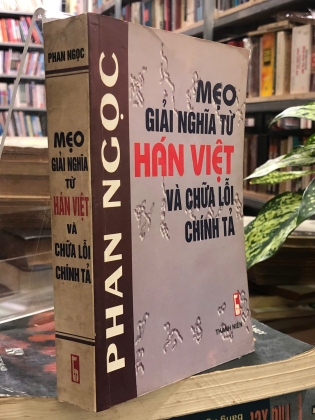 PHAN NGỌC
MẸO
GIẢI NGHĨA TỪ
HÁN VIỆT
VÀ
CHỮA LỖI
CHÍNH TẢ
PHAN NGỌC
MẸO
GIẢI NGHĨA TỪ
HÁN VIỆT
VÀ CHỮA LỖI
CHÍNH TẢ
THANH NIÊN